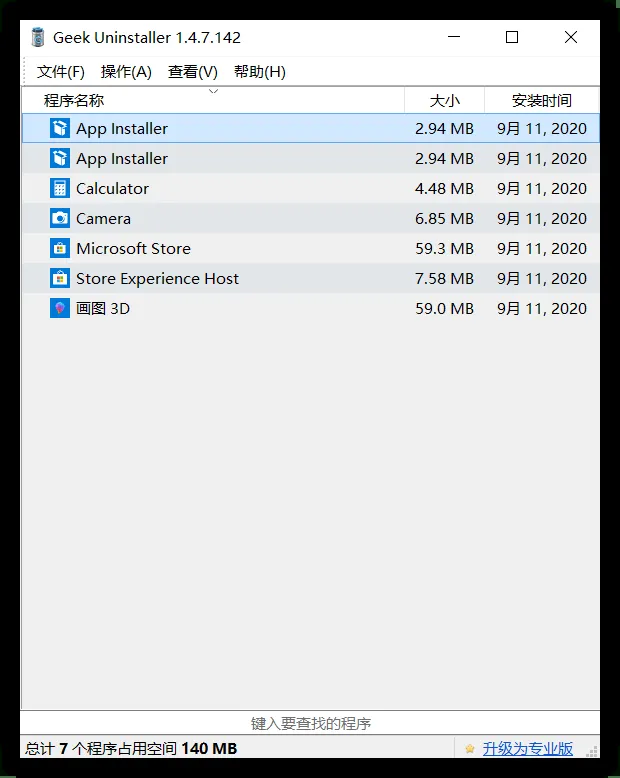 Geek Uninstaller 1.4.7.142
文件(F) 操作(A) 查看(V) 帮助(H)
程序名称 大小 安装时间
App Installer 2.94 MB 9月 11, 2020
App Installer 2.94 MB 9月 11, 2020
Calculator 4.48 MB 9月 11, 2020
Camera 6.85 MB 9月 11, 2020
Microsoft Store 59.3 MB 9月 11, 2020
Store Experience Host 7.58 MB 9月 11, 2020
画图 3D 59.0 MB 9月 11, 2020
键入要查找的程序
总计 7 个程序占用空间 140 MB 升级为专业版